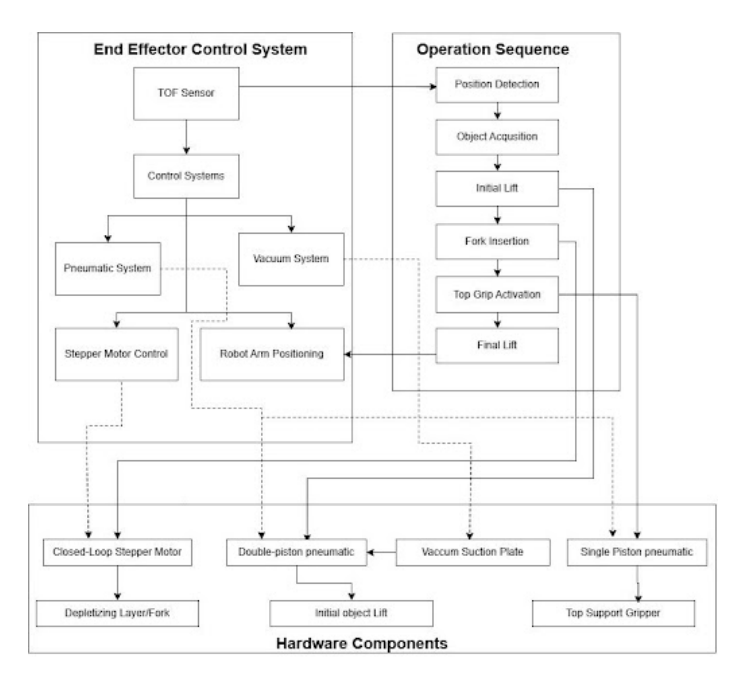 End Effector Control System
TOF Sensor
Control Systems
Pneumatic System
Vacuum System
Stepper Motor Control
Robot Arm Positioning
Operation Sequence
Position Detection
Object Acqusition
Initial Lift
Fork Insertion
Top Grip Activation
Final Lift
Closed-Loop Stepper Motor
Double-piston pneumatic
Vaccum Suction Plate
Single Piston pneumatic
Depletizing Layer/Fork
Initial object Lift
Top Support Gripper
Hardware Components